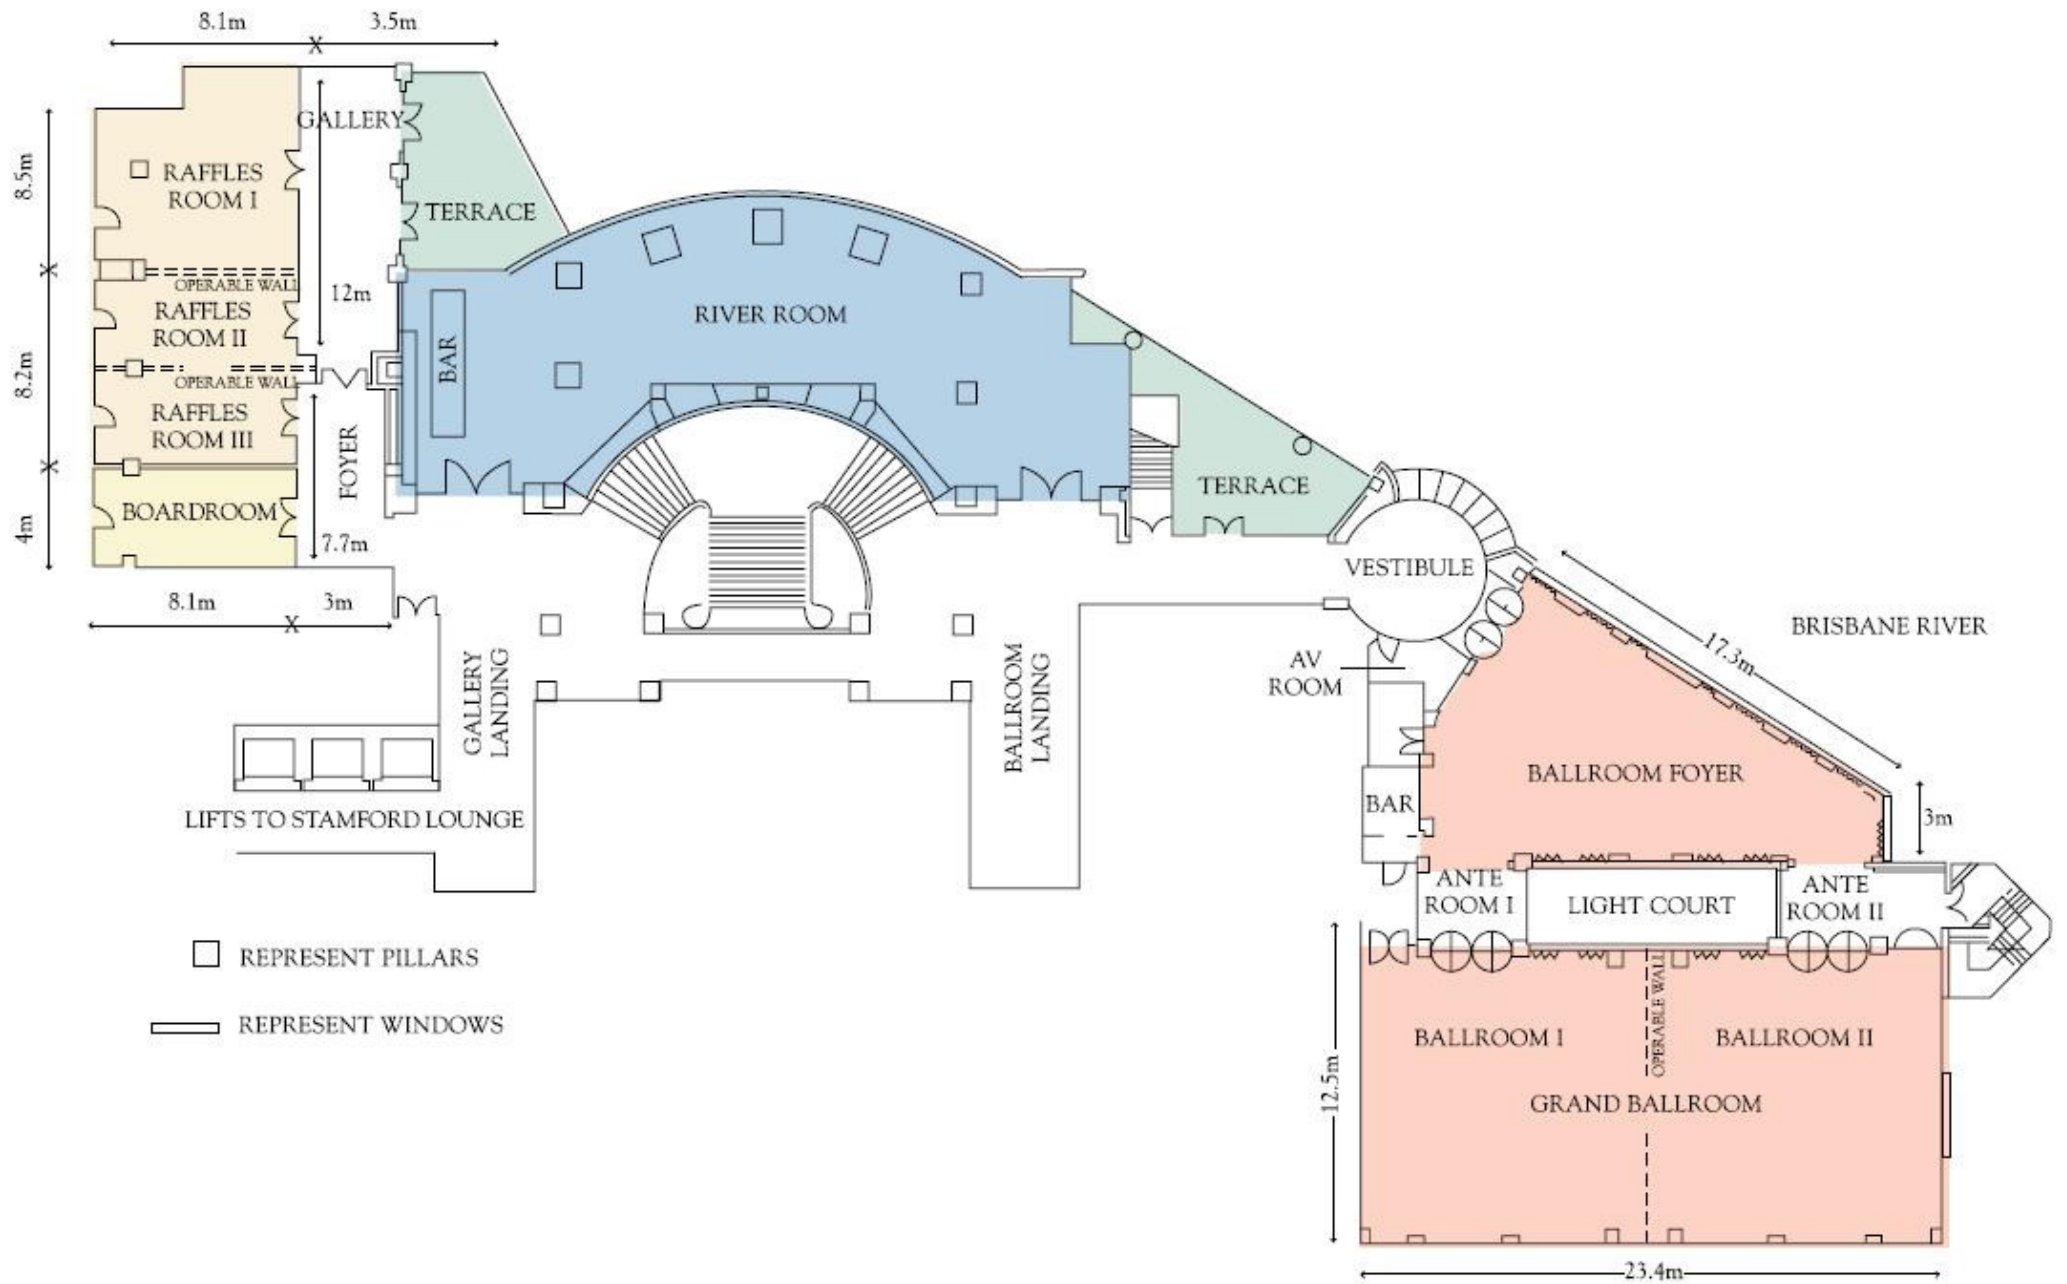 8.1m
3.5m
GALLERY
8.5m
RAFFLES
ROOM I
TERRACE
OPERABLE WALL
12m
RAFFLES
ROOM II
RIVER ROOM
BAR
8.2m
OPERABLE WALL
RAFFLES
ROOM III
FOYER
TERRACE
BOARDROOM
4m
7.7m
VESTIBULE
8.1m
3m
BRISBANE RIVER
17.3m
AV
ROOM
GALLERY
LANDING
BALLROOM
LANDING
BALLROOM FOYER
BAR
3m
LIFTS TO STAMFORD LOUNGE
ANTE
ROOM I
LIGHT COURT
ANTE
ROOM II
REPRESENT PILLARS
REPRESENT WINDOWS
OPERABLE WALL
BALLROOM I
BALLROOM II
12.5m
GRAND BALLROOM
23.4m